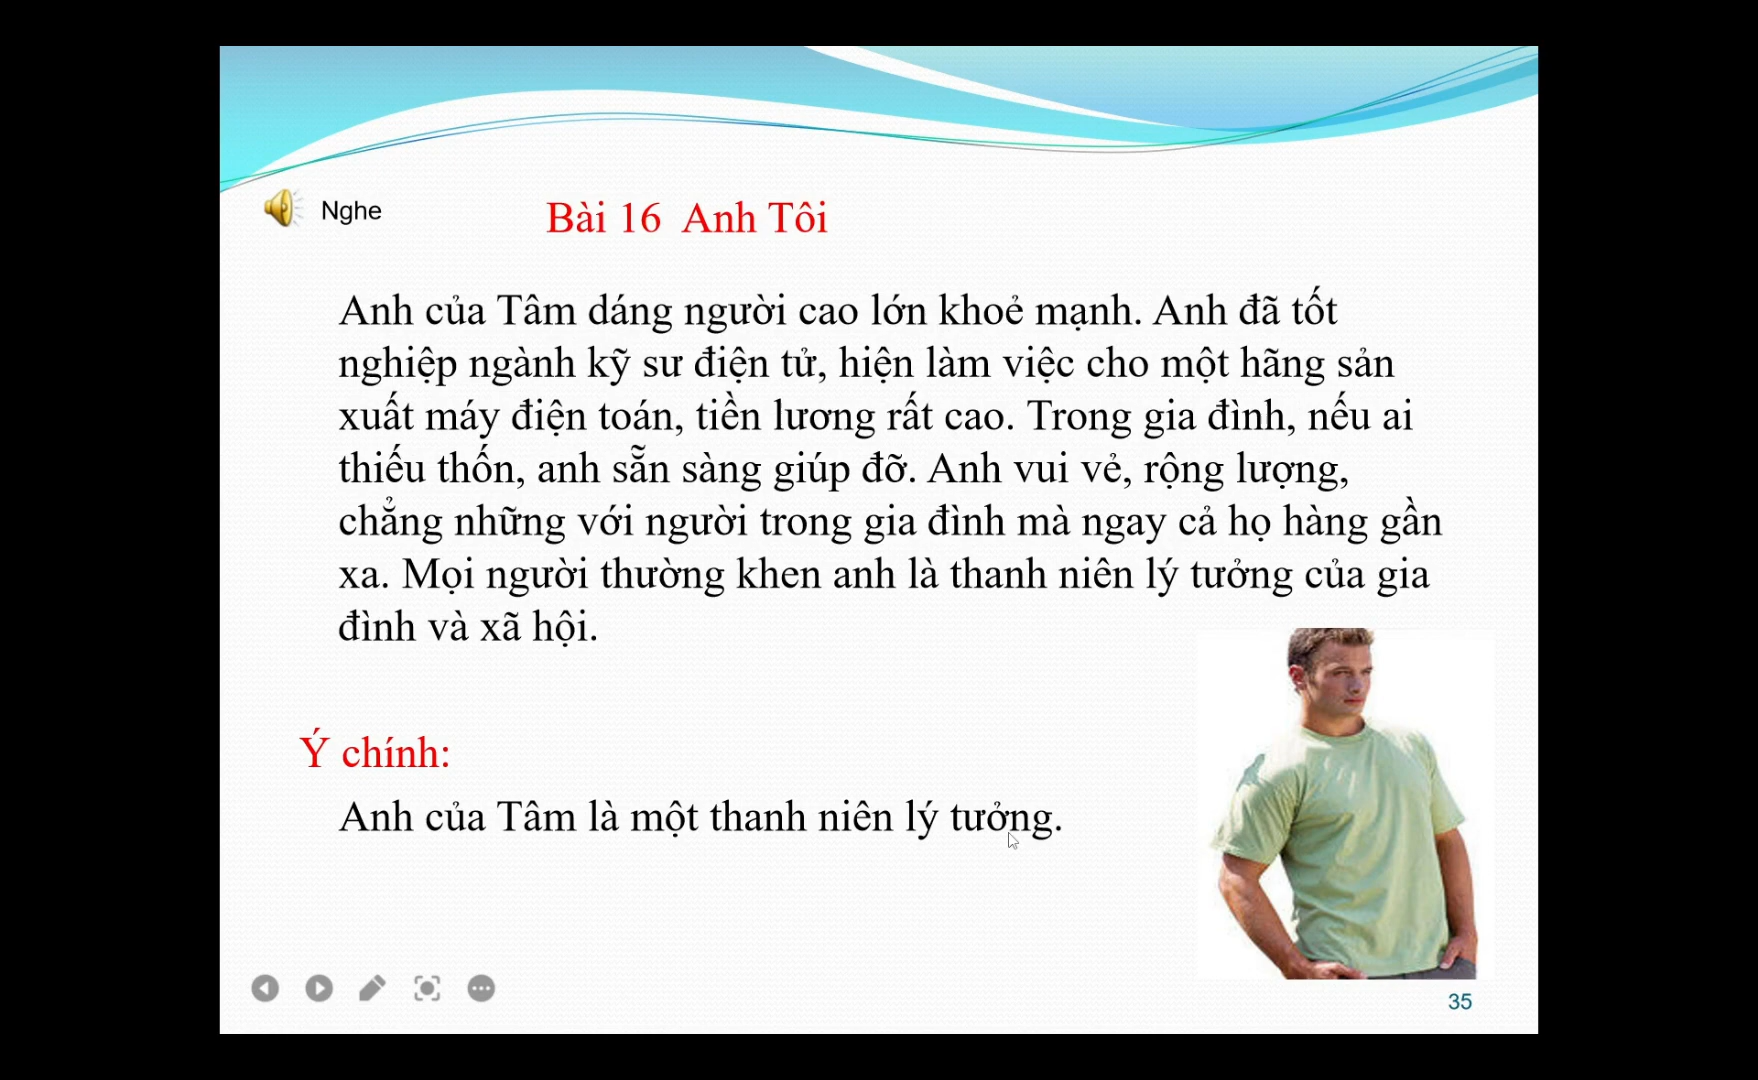 Nghe
Bài 16 Anh Tôi
Anh của Tâm dáng người cao lớn khoẻ mạnh. Anh đã tốt
nghiệp ngành kỹ sư điện tử, hiện làm việc cho một hãng sản
xuất máy điện toán, tiền lương rất cao. Trong gia đình, nếu ai
thiếu thốn, anh sẵn sàng giúp đỡ. Anh vui vẻ, rộng lượng,
chẳng những với người trong gia đình mà ngay cả họ hàng gần
xa. Mọi người thường khen anh là thanh niên lý tưởng của gia
đình và xã hội.
Ý chính:
Anh của Tâm là một thanh niên lý tưởng.
35